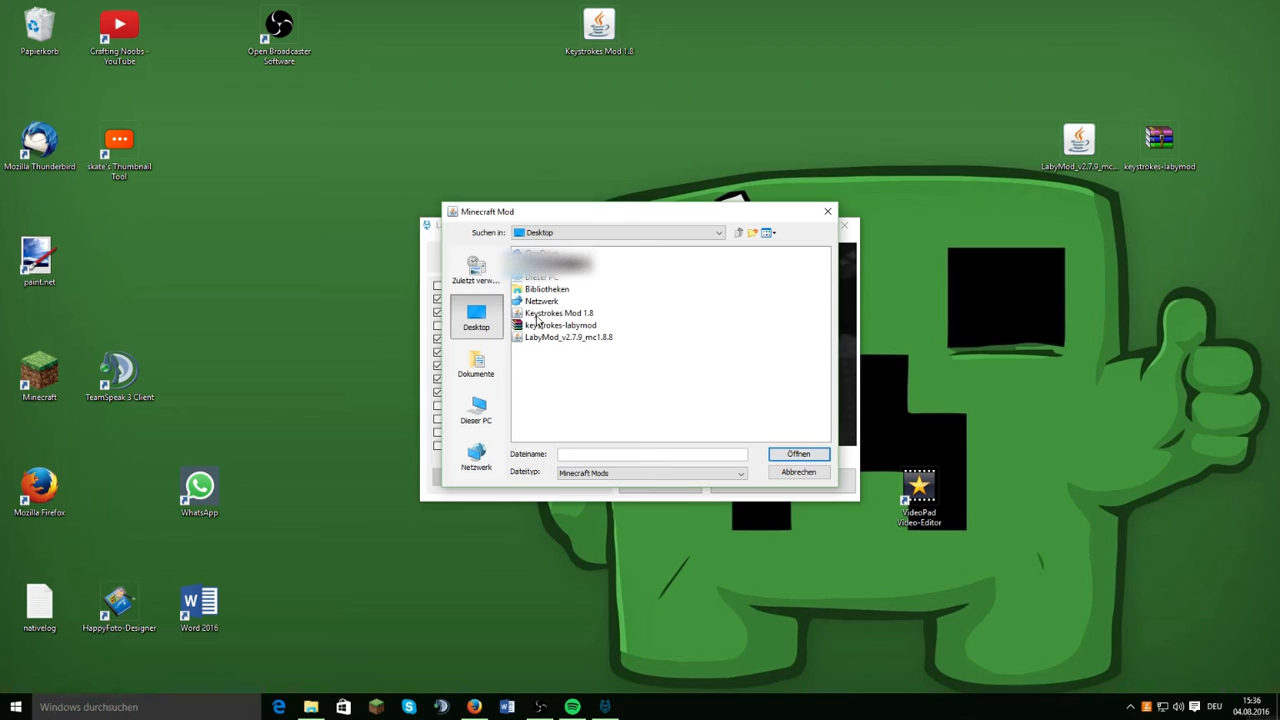 Papierkorb
Crafting Noobs -
YouTube
Open Broadcaster
Software
Keystrokes Mod 1.8
Mozilla Thunderbird
skate's Thumbnail
Tool
LabyMod_v2.7.9_mc...
keystrokes-labymod
Minecraft Mod
Suchen in:
Desktop
Zuletzt verw...
Dieser PC
Bibliotheken
Netzwerk
Keystrokes Mod 1.8
keystrokes-labymod
LabyMod_v2.7.9_mc1.8.8
Desktop
Dokumente
Dieser PC
Netzwerk
Dateiname:
Öffnen
Dateityp:
Minecraft Mods
Abbrechen
paint.net
Minecraft
TeamSpeak 3 Client
Mozilla Firefox
WhatsApp
VideoPad
Video-Editor
nativelog
HappyFoto-Designer
Word 2016
Windows durchsuchen
DEU
15:36
04.08.2016